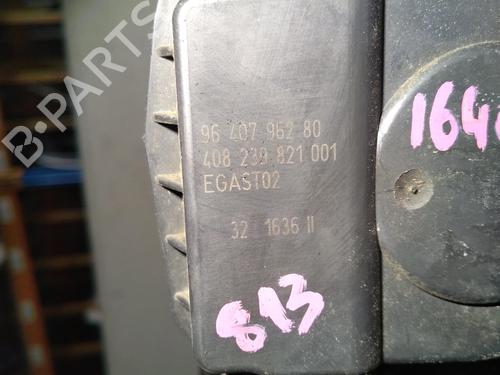 B-PARTS
96 407 962 80
408 239 821 001
EGAST02
32 1636 II
813